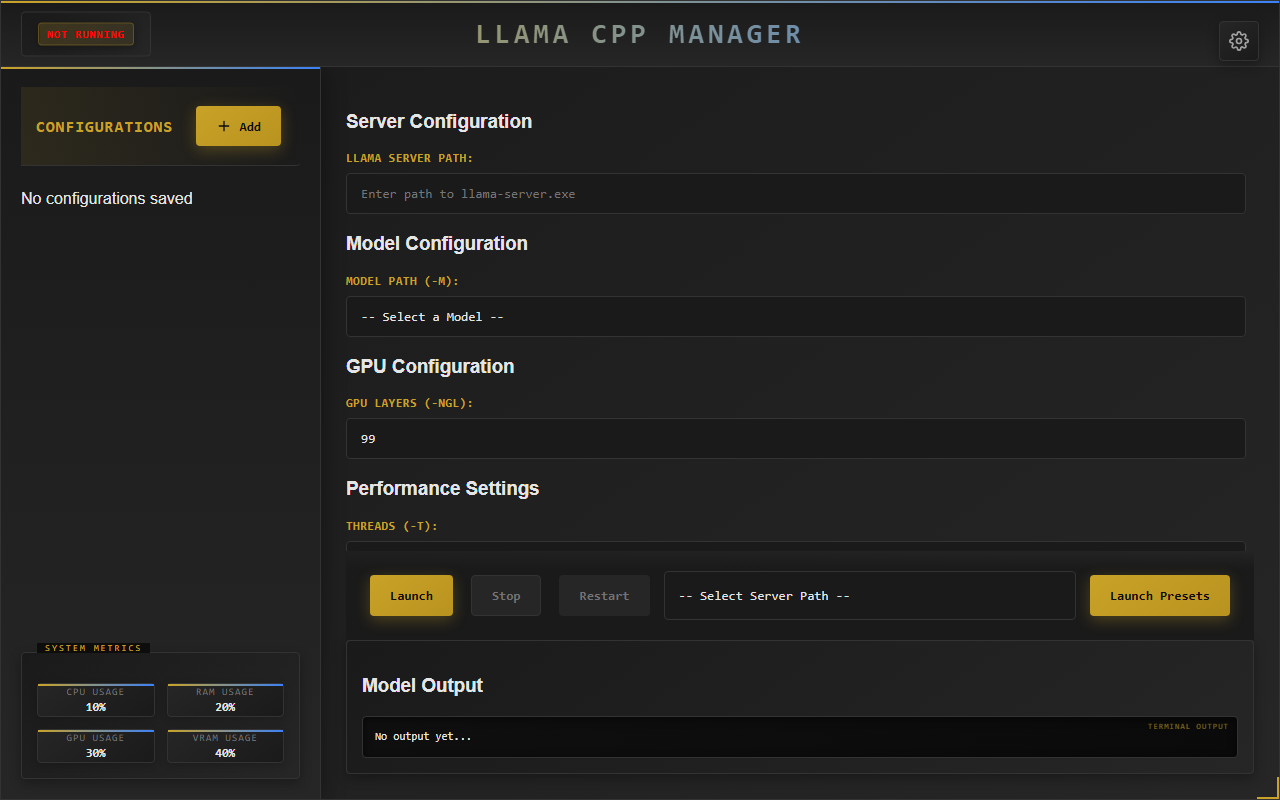 NOT RUNNING
LLAMA CPP MANAGER
CONFIGURATIONS
+ Add
No configurations saved
SYSTEM METRICS
CPU USAGE
10%
RAM USAGE
20%
GPU USAGE
30%
VRAM USAGE
40%
Server Configuration
LLAMA SERVER PATH:
Enter path to llama-server.exe
Model Configuration
MODEL PATH (-M):
-- Select a Model --
GPU Configuration
GPU LAYERS (-NGL):
99
Performance Settings
THREADS (-T):
Launch
Stop
Restart
-- Select Server Path --
Launch Presets
Model Output
TERMINAL OUTPUT
No output yet...